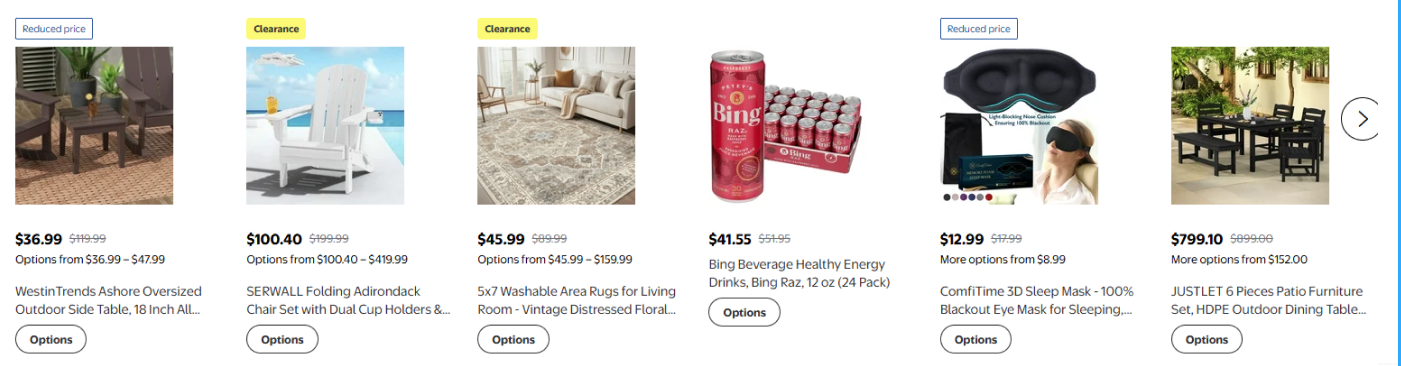 Reduced price
Clearance
Clearance
Reduced price
PETER'S
Bing
RAZ.
Bing
Light-Blocking Nose Cushion
Ensuring 100% Blackout
$36.99 $119.99
Options from $36.99 – $47.99
WestinTrends Ashore Oversized
Outdoor Side Table, 18 Inch All...
Options
$100.40 $199.99
Options from $100.40 – $419.99
SERWALL Folding Adirondack
Chair Set with Dual Cup Holders &...
Options
$45.99 $89.99
Options from $45.99 – $159.99
5x7 Washable Area Rugs for Living
Room - Vintage Distressed Floral...
Options
$41.55 $51.95
Bing Beverage Healthy Energy
Drinks, Bing Raz, 12 oz (24 Pack)
Options
$12.99 $17.99
More options from $8.99
ComfiTime 3D Sleep Mask - 100%
Blackout Eye Mask for Sleeping,...
Options
$799.10 $899.00
More options from $152.00
JUSTLET 6 Pieces Patio Furniture
Set, HDPE Outdoor Dining Table...
Options